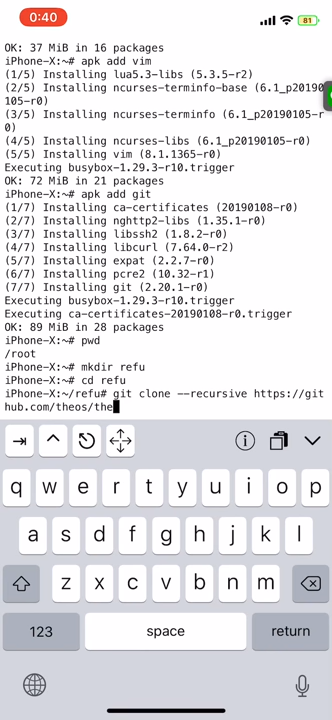 0:40
81
OK: 37 MiB in 16 packages
iPhone-X:~# apk add vim
(1/5) Installing lua5.3-libs (5.3.5-r2)
(2/5) Installing ncurses-terminfo-base (6.1_p20190
105-r0)
(3/5) Installing ncurses-terminfo (6.1_p20190105-r
0)
(4/5) Installing ncurses-libs (6.1_p20190105-r0)
(5/5) Installing vim (8.1.1365-r0)
Executing busybox-1.29.3-r10.trigger
OK: 72 MiB in 21 packages
iPhone-X:~# apk add git
(1/7) Installing ca-certificates (20190108-r0)
(2/7) Installing nghttp2-libs (1.35.1-r0)
(3/7) Installing libssh2 (1.8.2-r0)
(4/7) Installing libcurl (7.64.0-r2)
(5/7) Installing expat (2.2.7-r0)
(6/7) Installing pcre2 (10.32-r1)
(7/7) Installing git (2.20.1-r0)
Executing busybox-1.29.3-r10.trigger
Executing ca-certificates-20190108-r0.trigger
OK: 89 MiB in 28 packages
iPhone-X:~# pwd
/root
iPhone-X:~# mkdir refu
iPhone-X:~# cd refu
iPhone-X:~/refu# git clone --recursive https://git
hub.com/theos/the
q w e r t y u i o p
a s d f g h j k l
z x c v b n m
123 space return